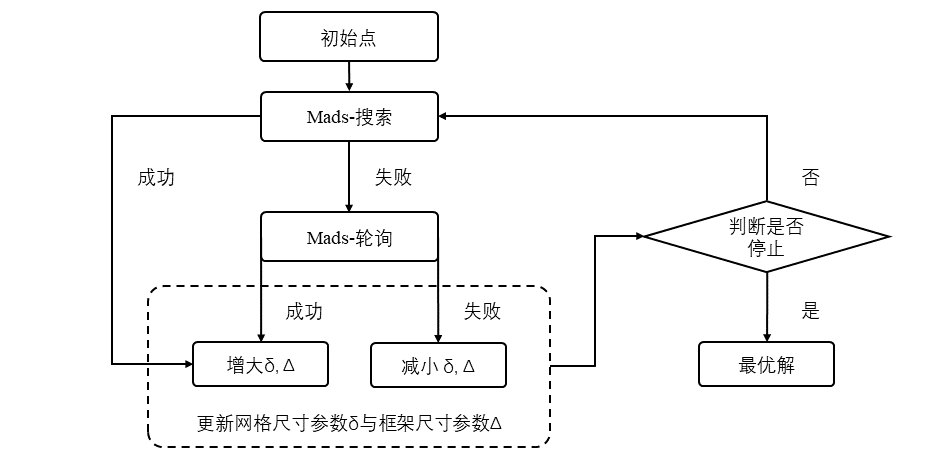 初始点
Mads-搜索
成功
失败
否
Mads-轮询
判断是否
停止
成功
失败
是
增大δ, Δ
减小 δ, Δ
最优解
更新网格尺寸参数δ与框架尺寸参数Δ